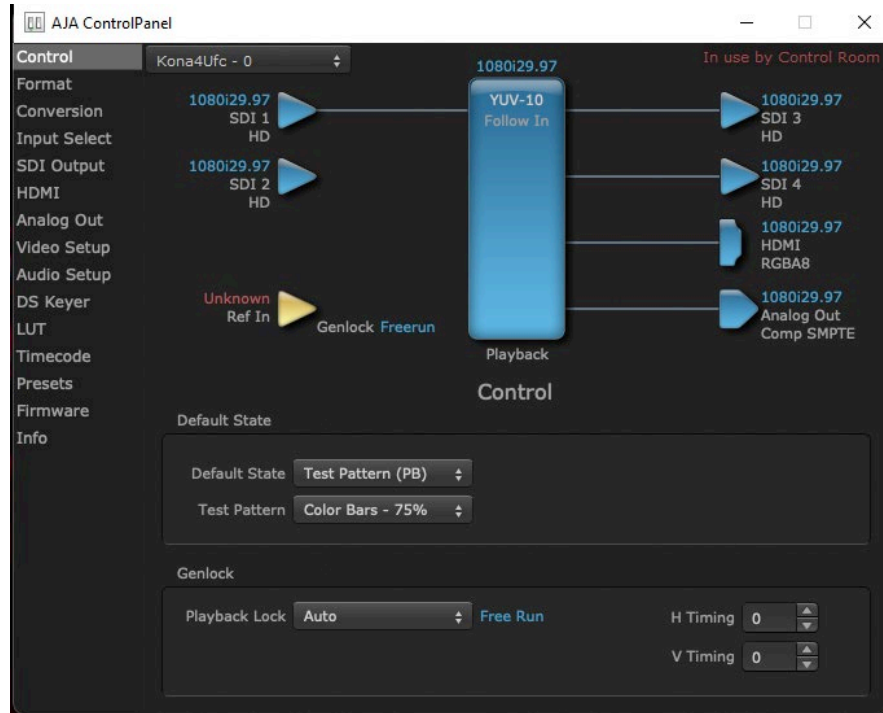 AJA ControlPanel
Control
Format
Conversion
Input Select
SDI Output
HDMI
Analog Out
Video Setup
Audio Setup
DS Keyer
LUT
Timecode
Presets
Firmware
Info
Kona4Ufc - 0
In use by Control Room
1080i29.97
YUV-10
Follow In
1080i29.97
SDI 1
HD
1080i29.97
SDI 2
HD
Unknown
Ref In
Genlock Freerun
Playback
1080i29.97
SDI 3
HD
1080i29.97
SDI 4
HD
1080i29.97
HDMI
RGBA8
1080i29.97
Analog Out
Comp SMPTE
Control
Default State
Default State Test Pattern (PB)
Test Pattern Color Bars - 75%
Genlock
Playback Lock Auto Free Run
H Timing 0
V Timing 0